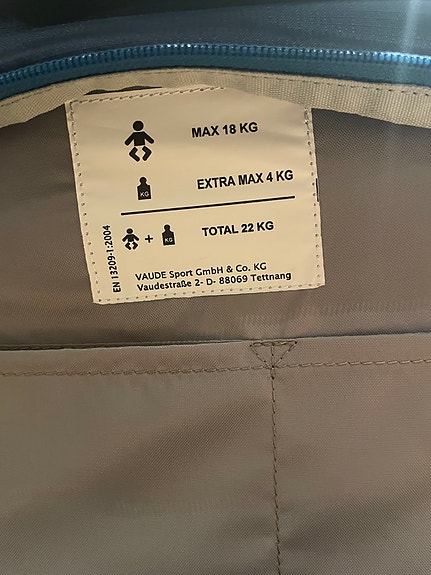 MAX 18 KG
KG
EXTRA MAX 4 KG
+ KG
TOTAL 22 KG
VAUDE Sport GmbH & Co. KG
Vaudestraße 2- D- 88069 Tettnang
EN 13209-1:2004